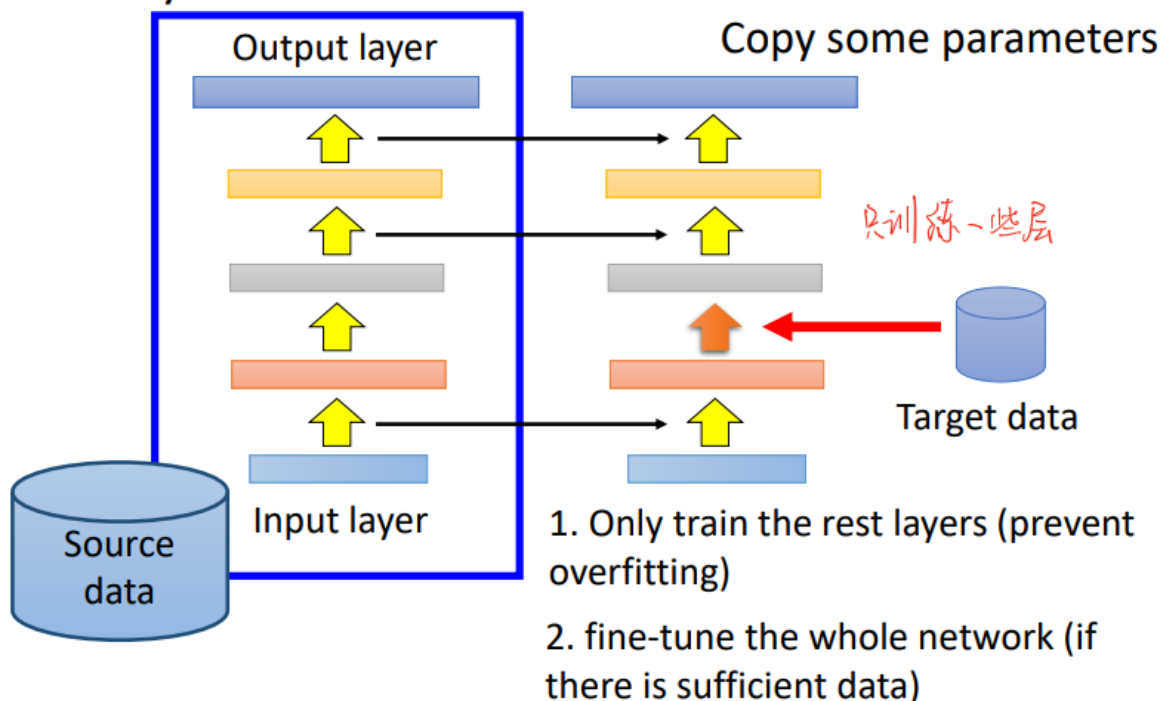 Output layer
Copy some parameters
只训练一些层
Target data
Input layer
Source
data
1. Only train the rest layers (prevent
overfitting)
2. fine-tune the whole network (if
there is sufficient data)